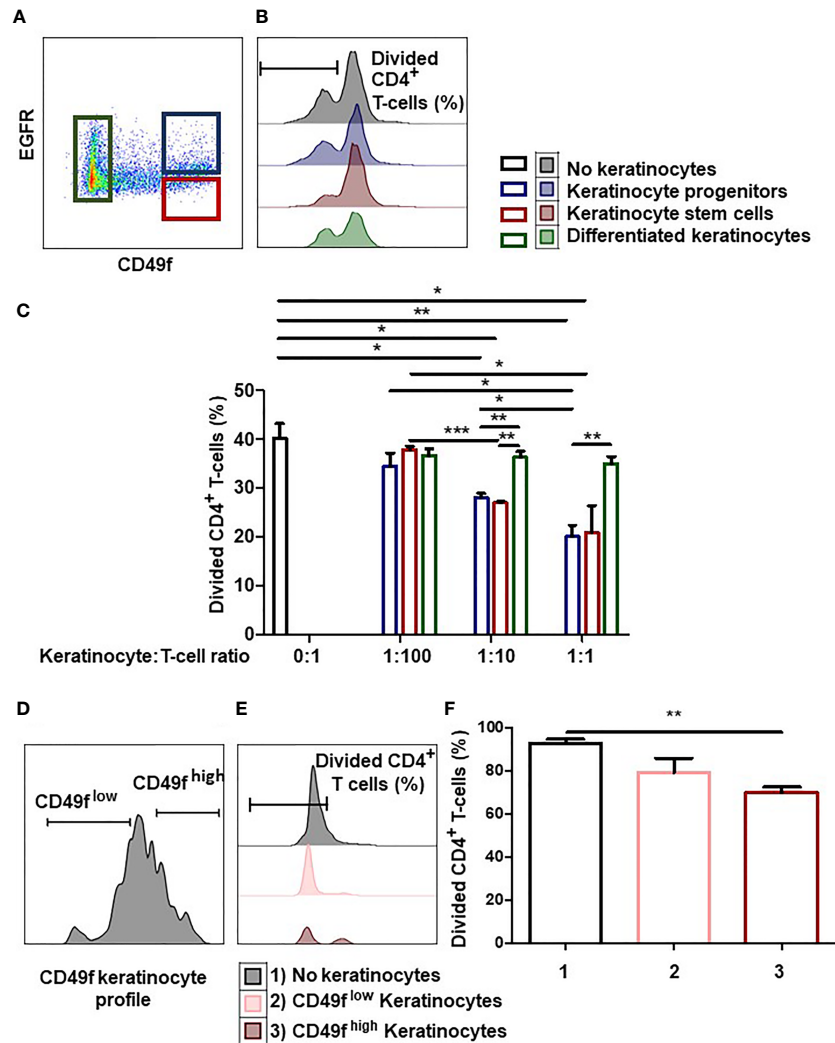 A
B
EGFR
CD49f
Divided
CD4+
T-cells (%)
No keratinocytes
Keratinocyte progenitors
Keratinocyte stem cells
Differentiated keratinocytes
C
*
**
*
*
*
*
*
**
***
**
**
Divided CD4+ T-cells (%)
50
40
30
20
10
0
Keratinocyte:T-cell ratio
0:1
1:100
1:10
1:1
D
E
F
CD49f low
CD49f high
CD49f keratinocyte
profile
Divided CD4+
T cells (%)
1) No keratinocytes
2) CD49f low Keratinocytes
3) CD49f high Keratinocytes
Divided CD4+ T-cells (%)
100
80
60
40
20
0
**
1
2
3